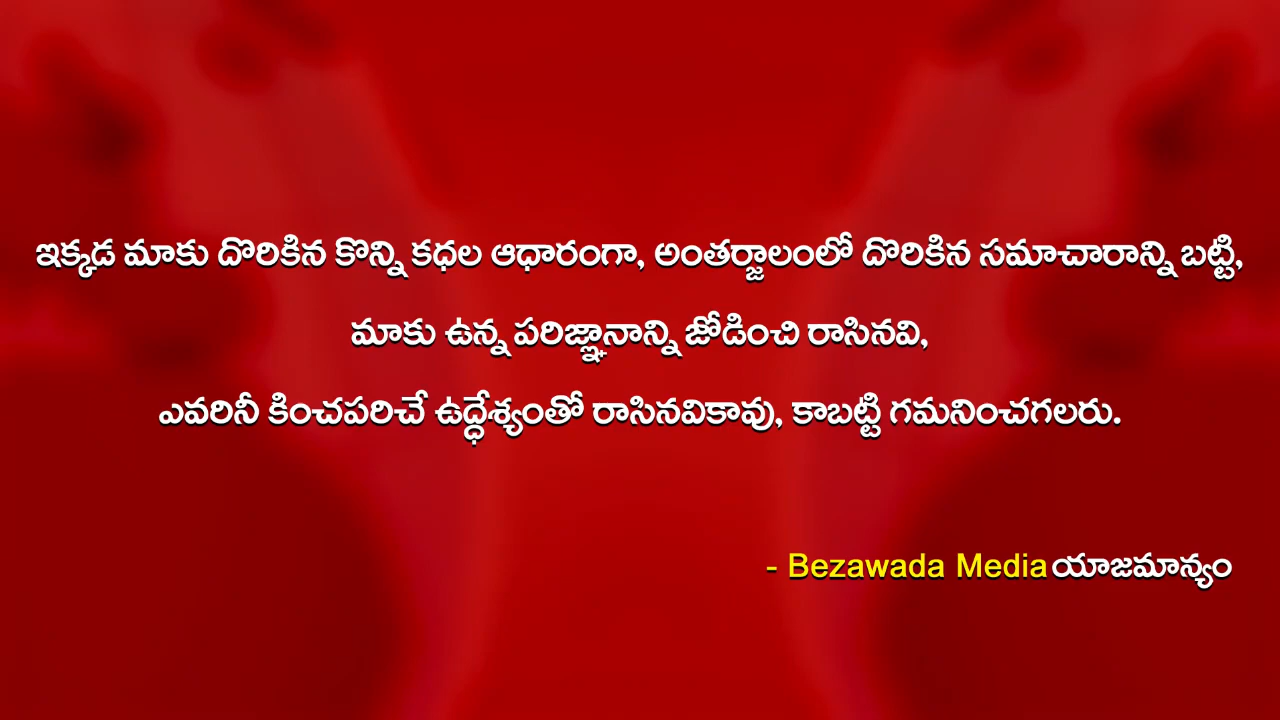 ఇక్కడ మాకు దొరికిన కొన్ని కధల ఆధారంగా, అంతర్జాలంలో దొరికిన సమాచారాన్ని బట్టి,
మాకు ఉన్న పరిజ్ఞానాన్ని జోడించి రాసినవి,
ఎవరినీ కించపరిచే ఉద్ధేశ్యంతో రాసినవికావు, కాబట్టి గమనించగలరు.
- Bezawada Media యాజమాన్యం